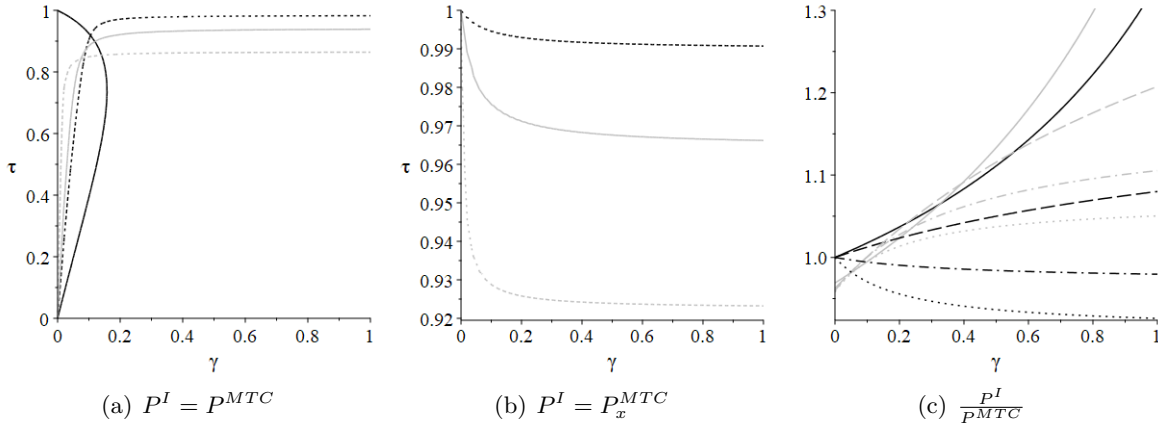 1
0.8
0.6
τ
0.4
0.2
0
0 0.2 0.4 0.6 0.8 1
γ
(a) P^I = P^{MTC}
1
0.99
0.98
0.97
τ
0.96
0.95
0.94
0.93
0.92
0 0.2 0.4 0.6 0.8 1
γ
(b) P^I = P_x^{MTC}
1.3
1.2
1.1
1.0
0 0.2 0.4 0.6 0.8 1
γ
(c) \frac{P^I}{P^{MTC}}